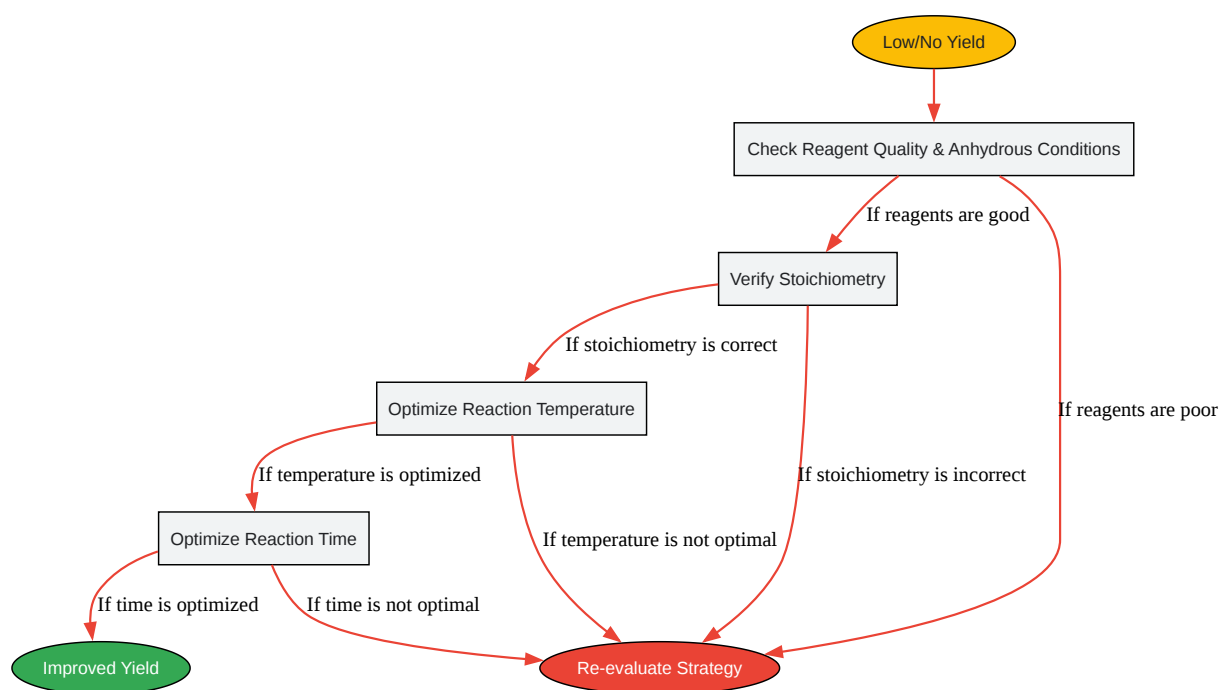 Low/No Yield
Check Reagent Quality & Anhydrous Conditions
If reagents are good
Verify Stoichiometry
If stoichiometry is correct
Optimize Reaction Temperature
If reagents are poor
If temperature is optimized
If stoichiometry is incorrect
Optimize Reaction Time
If temperature is not optimal
If time is optimized
If time is not optimal
Improved Yield
Re-evaluate Strategy